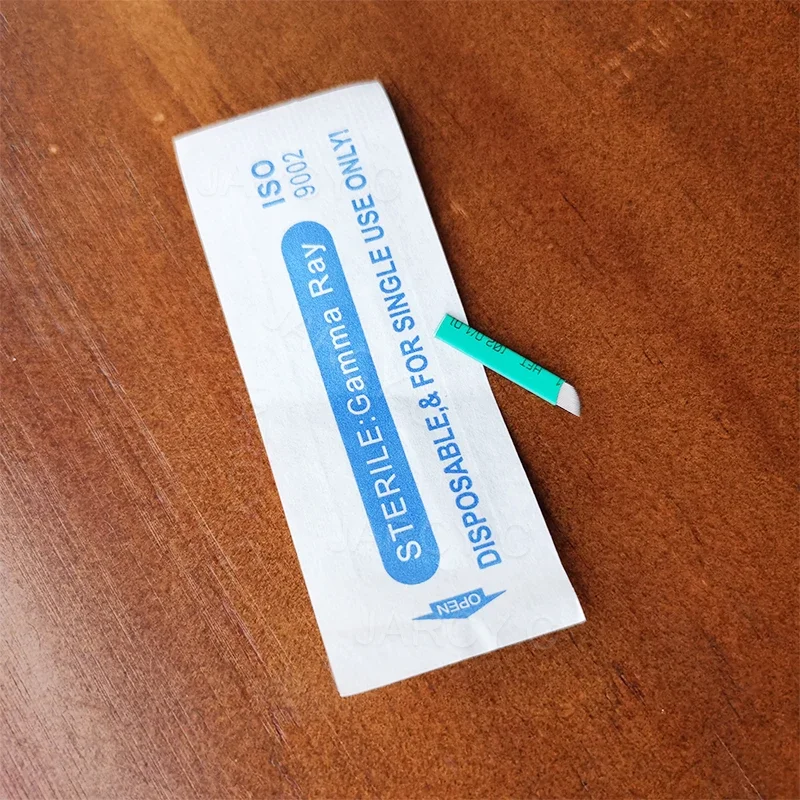 ISO
9002
STERILE:Gamma Ray
DISPOSABLE,& FOR SINGLE USE ONLY!
OPEN